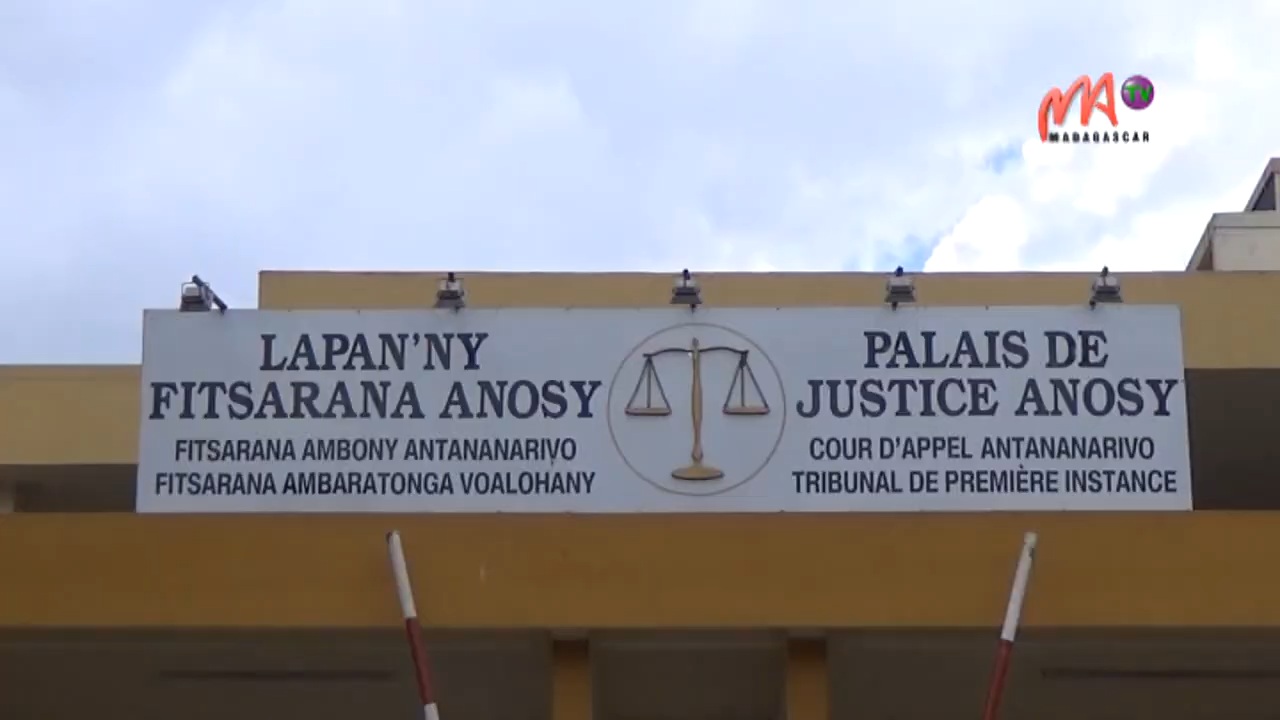 MA TV
MADAGASCAR
LAPAN'NY
FITSARANA ANOSY
FITSARANA AMBONY ANTANANARIVO
FITSARANA AMBARATONGA VOALOHANY
PALAIS DE
JUSTICE ANOSY
COUR D'APPEL ANTANANARIVO
TRIBUNAL DE PREMIÈRE INSTANCE